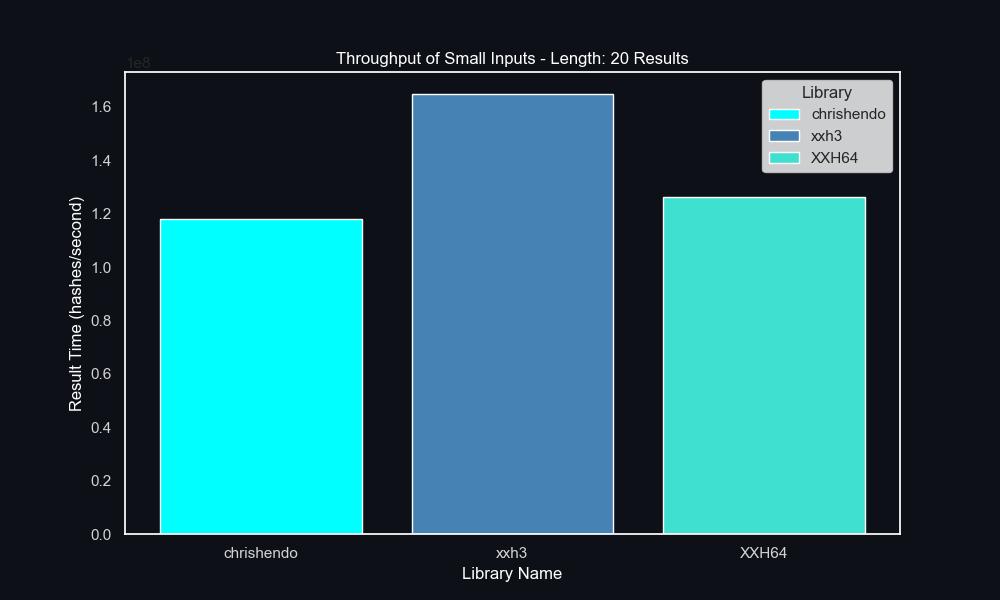 Throughput of Small Inputs - Length: 20 Results
1e8
Library
chrishendo
xxh3
XXH64
1.6
1.4
1.2
1.0
0.8
0.6
0.4
0.2
0.0
Result Time (hashes/second)
chrishendo
xxh3
XXH64
Library Name